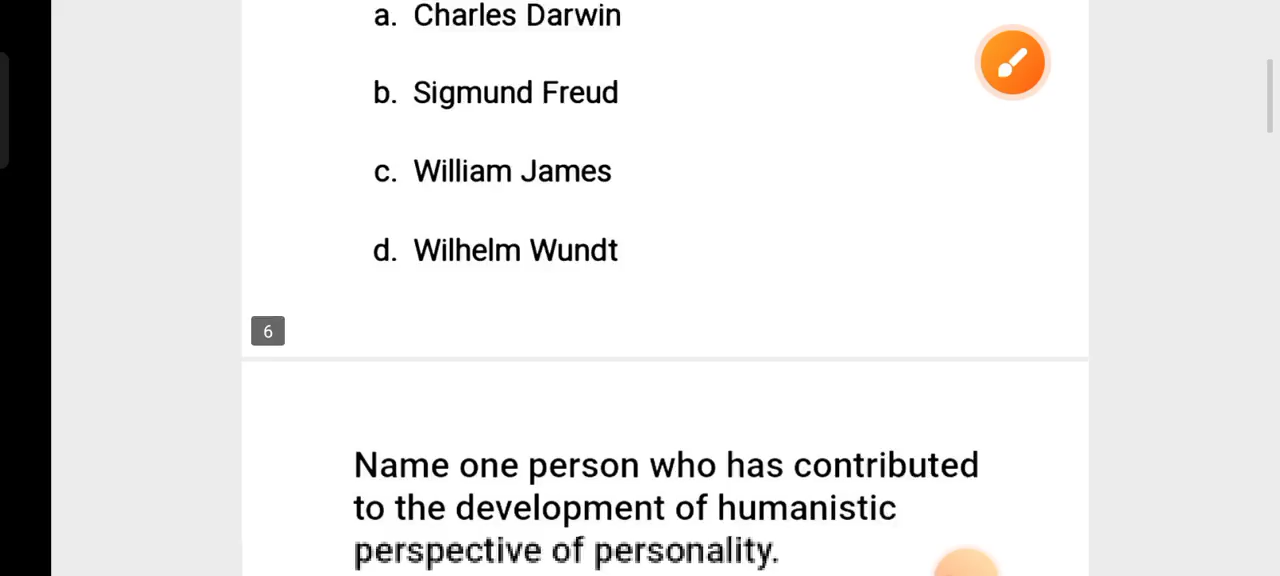 a. Charles Darwin
b. Sigmund Freud
c. William James
d. Wilhelm Wundt
6
Name one person who has contributed
to the development of humanistic
perspective of personality.